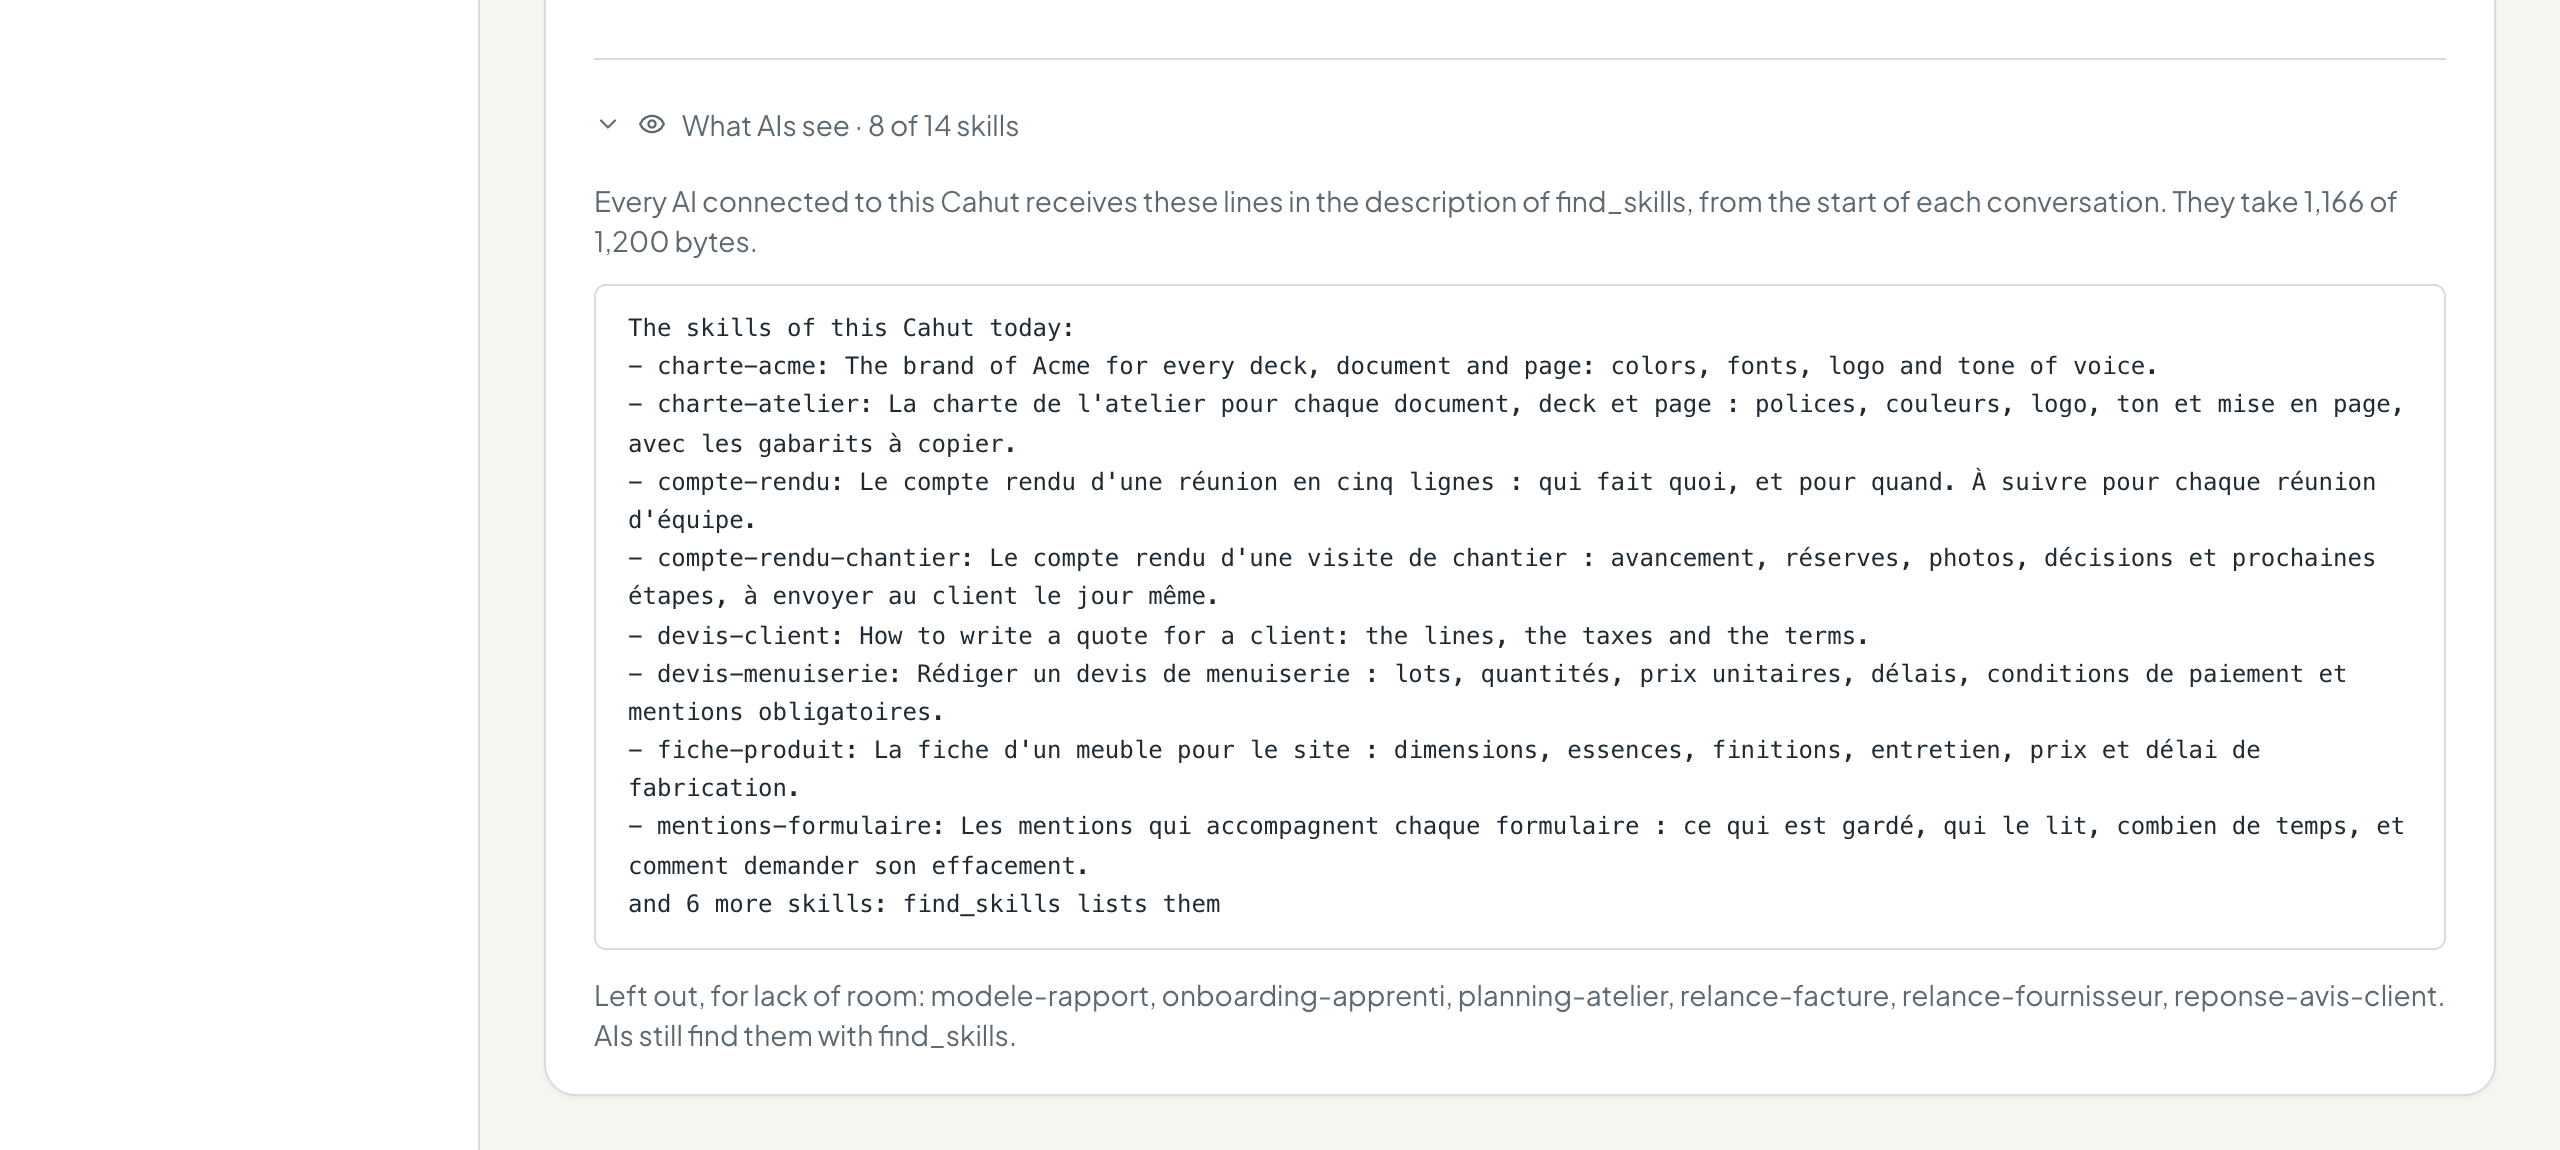 What AIs see · 8 of 14 skills
Every AI connected to this Cahut receives these lines in the description of find_skills, from the start of each conversation. They take 1,166 of
1,200 bytes.
The skills of this Cahut today:
- charte-acme: The brand of Acme for every deck, document and page: colors, fonts, logo and tone of voice.
- charte-atelier: La charte de l'atelier pour chaque document, deck et page : polices, couleurs, logo, ton et mise en page,
avec les gabarits à copier.
- compte-rendu: Le compte rendu d'une réunion en cinq lignes : qui fait quoi, et pour quand. À suivre pour chaque réunion
d'équipe.
- compte-rendu-chantier: Le compte rendu d'une visite de chantier : avancement, réserves, photos, décisions et prochaines
étapes, à envoyer au client le jour même.
- devis-client: How to write a quote for a client: the lines, the taxes and the terms.
- devis-menuiserie: Rédiger un devis de menuiserie : lots, quantités, prix unitaires, délais, conditions de paiement et
mentions obligatoires.
- fiche-produit: La fiche d'un meuble pour le site : dimensions, essences, finitions, entretien, prix et délai de
fabrication.
- mentions-formulaire: Les mentions qui accompagnent chaque formulaire : ce qui est gardé, qui le lit, combien de temps, et
comment demander son effacement.
and 6 more skills: find_skills lists them
Left out, for lack of room: modele-rapport, onboarding-apprenti, planning-atelier, relance-facture, relance-fournisseur, reponse-avis-client.
AIs still find them with find_skills.